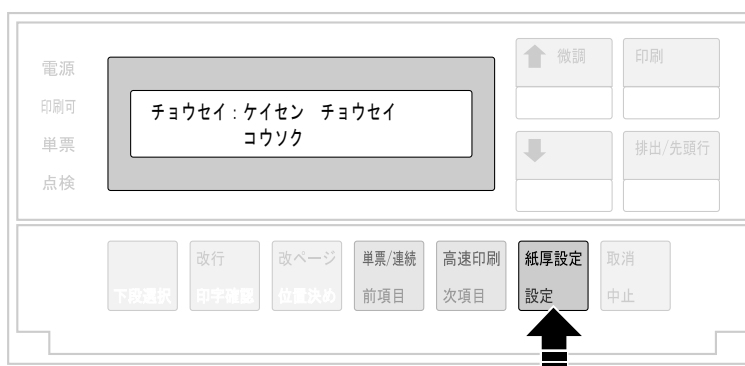 電源
印刷可
単票
点検
チョウセイ：ケイセン　チョウセイ
コウソク
微調
印刷
排出/先頭行
下段選択
改行
印字確認
改ページ
位置決め
単票/連続
前項目
高速印刷
次項目
紙厚設定
設定
取消
中止